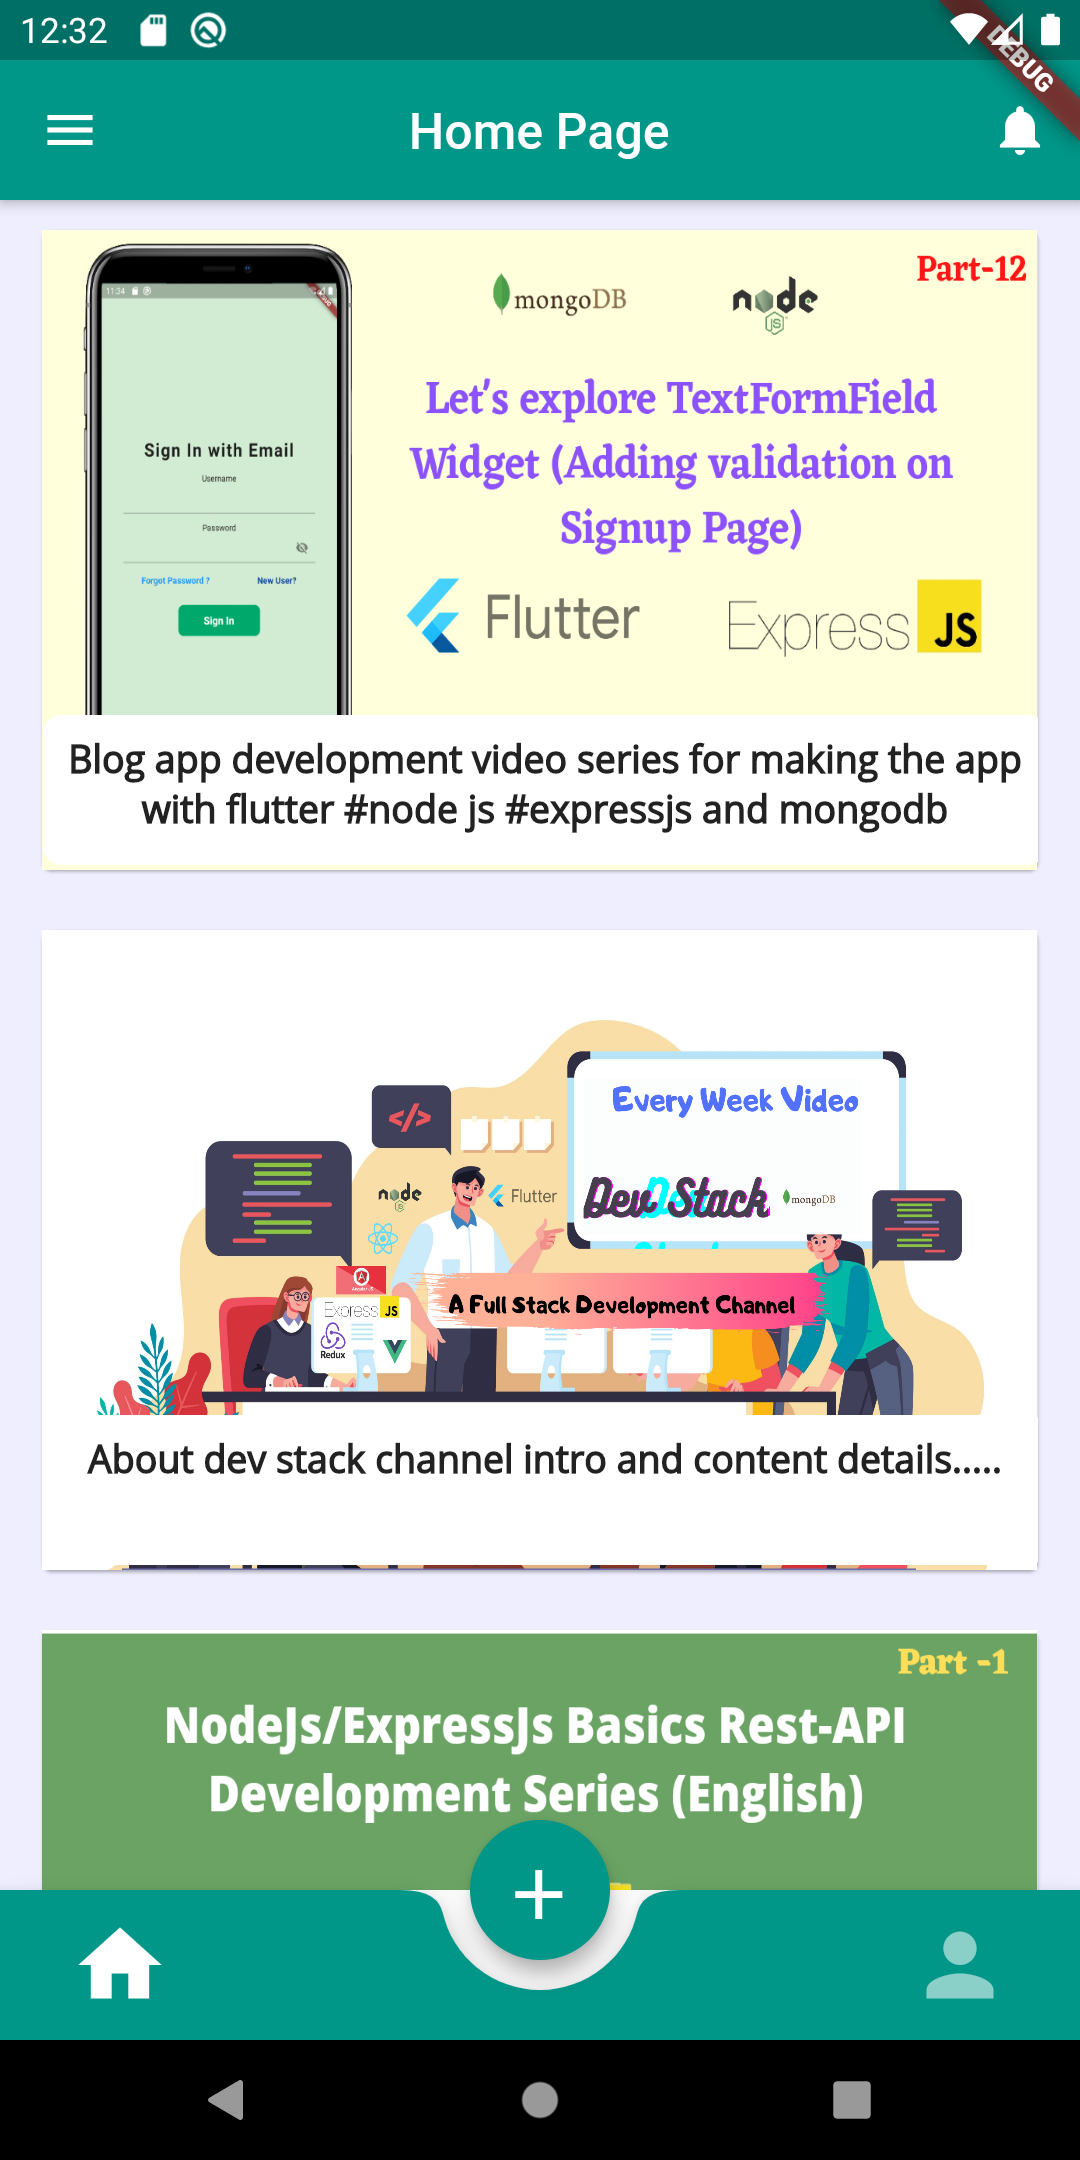 12:32
DEBUG
Home Page
Part-12
mongoDB
node
JS
11:34
Let's explore TextFormField
Widget (Adding validation on
Signup Page)
Sign In with Email
Username
Password
Forgot Password ?
New User?
Sign In
Flutter
Express
JS
Blog app development video series for making the app
with flutter #node js #expressjs and mongodb
Every Week Video
</>
node
Flutter
Dev Stack
mongoDB
Express
JS
Redux
A Full Stack Development Channel
About dev stack channel intro and content details.....
Part -1
NodeJs/ExpressJs Basics Rest-API
Development Series (English)